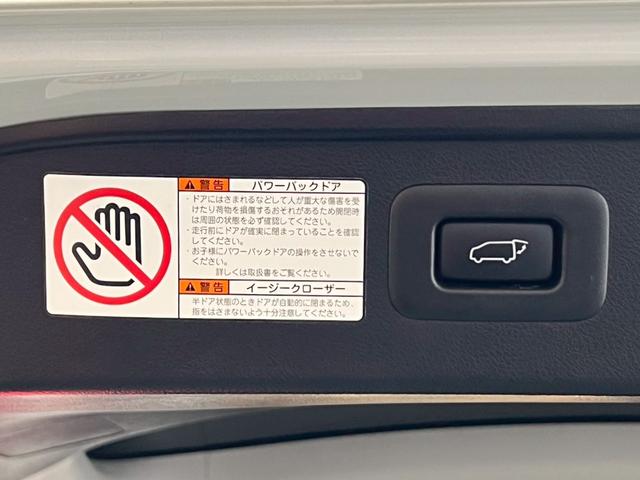 警告 パワーバックドア
・ドアにはさまれるなどして人が重大な傷害を受
けたり荷物を損傷するおそれがあるため開閉時
は周囲の状態を必ず確認してください。
・走行前にドアが確実に閉まっていることを確認
してください。
・お子様にパワーバックドアの操作をさせないで
ください。
詳しくは取扱書をご覧ください。
警告 イージークローザー
半ドア状態のときドアが自動的に閉まるため、
指をはさまないよう十分注意してください。